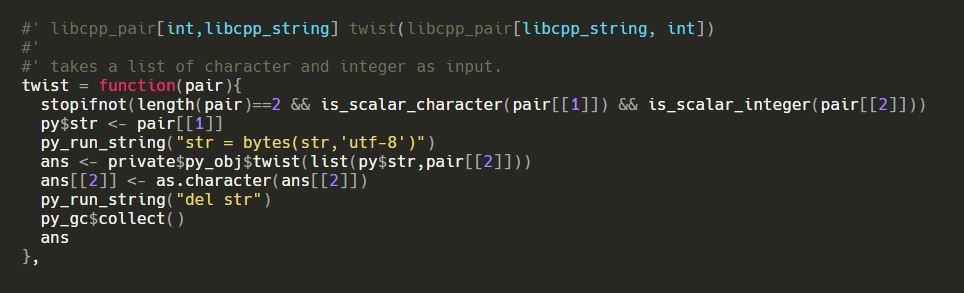 #' libcpp_pair[int,libcpp_string] twist(libcpp_pair[libcpp_string, int])
#'
#' takes a list of character and integer as input.
twist = function(pair){
  stopifnot(length(pair)==2 && is_scalar_character(pair[[1]]) && is_scalar_integer(pair[[2]]))
  py$str <- pair[[1]]
  py_run_string("str = bytes(str,'utf-8')")
  ans <- private$py_obj$twist(list(py$str,pair[[2]]))
  ans[[2]] <- as.character(ans[[2]])
  py_run_string("del str")
  py_gc$collect()
  ans
},